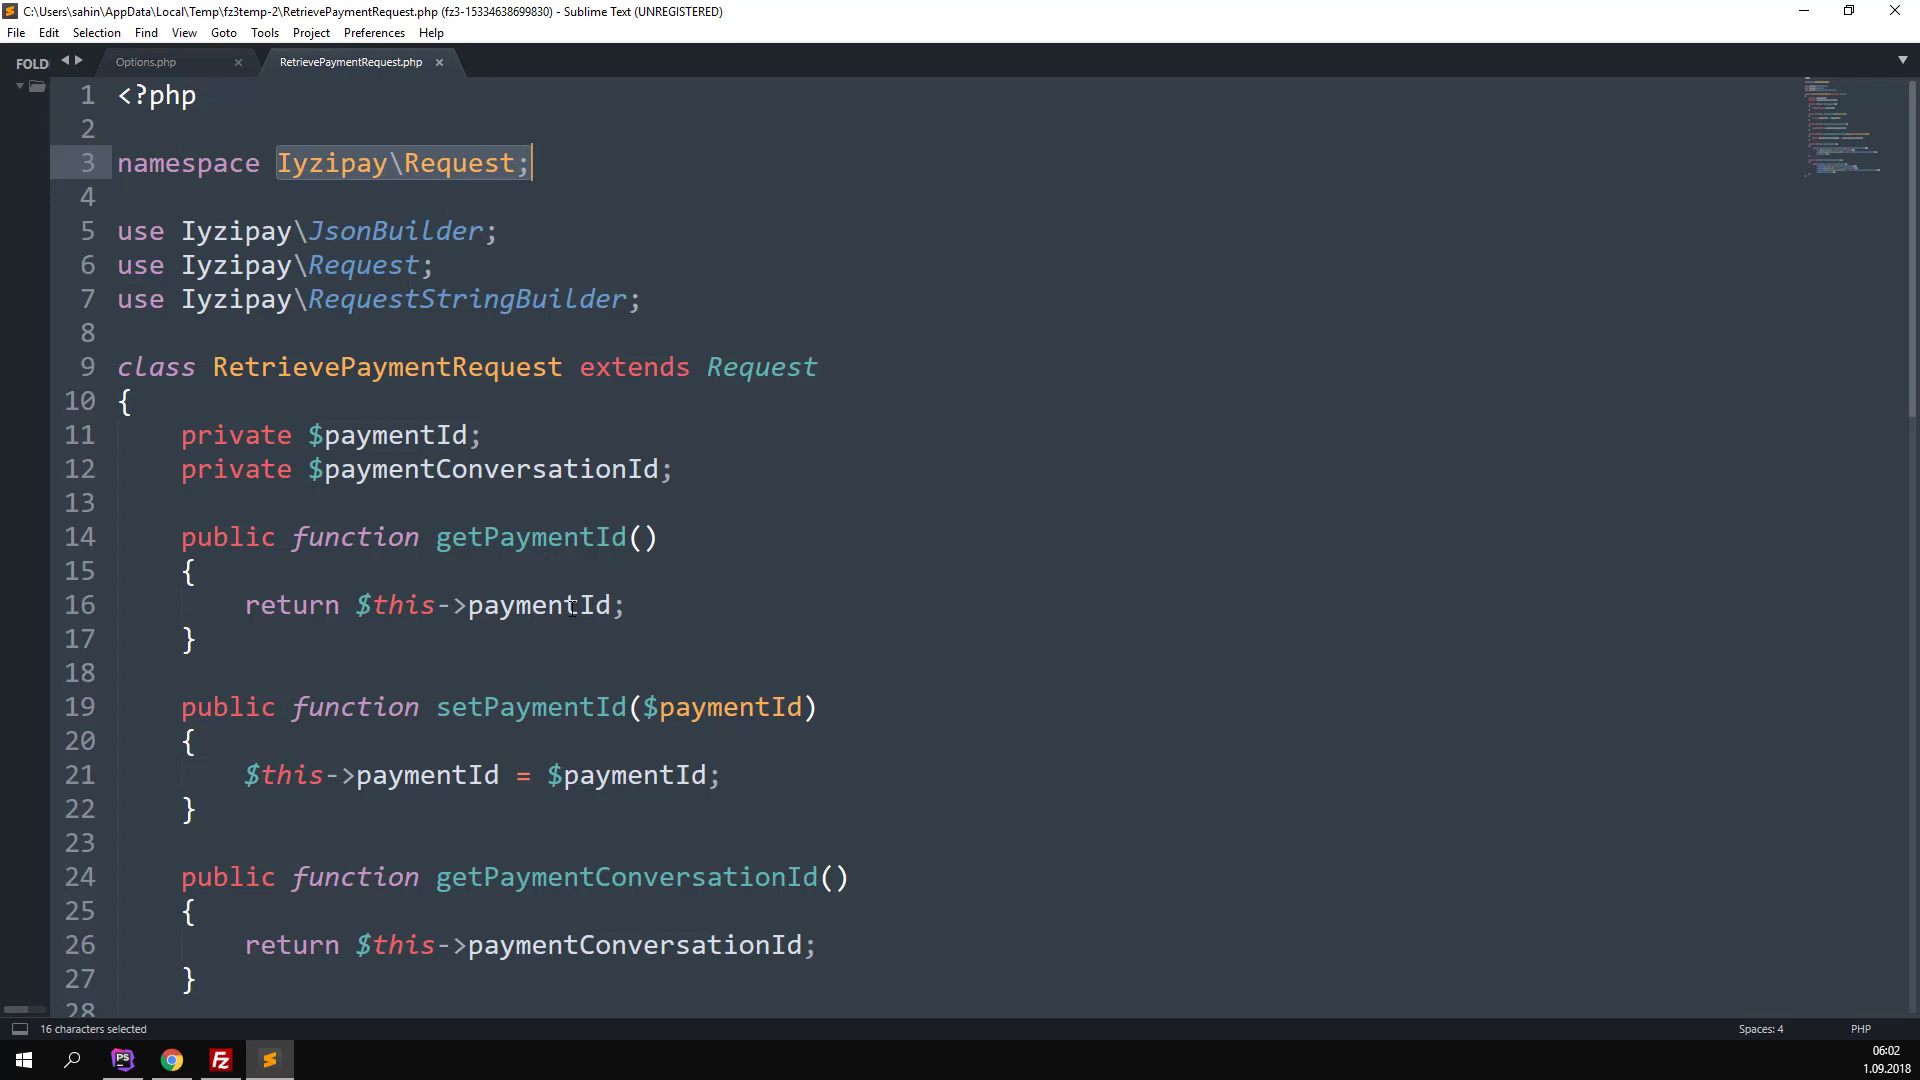 C:\Users\sahin\AppData\Local\Temp\fz3temp-2\RetrievePaymentRequest.php (fz3-15334638699830) - Sublime Text (UNREGISTERED)
File Edit Selection Find View Goto Tools Project Preferences Help
FOLD
Options.php
RetrievePaymentRequest.php
1 <?php
2
3 namespace Iyzipay\Request;
4
5 use Iyzipay\JsonBuilder;
6 use Iyzipay\Request;
7 use Iyzipay\RequestStringBuilder;
8
9 class RetrievePaymentRequest extends Request
10 {
11 private $paymentId;
12 private $paymentConversationId;
13
14 public function getPaymentId()
15 {
16 return $this->paymentId;
17 }
18
19 public function setPaymentId($paymentId)
20 {
21 $this->paymentId = $paymentId;
22 }
23
24 public function getPaymentConversationId()
25 {
26 return $this->paymentConversationId;
27 }
28
16 characters selected
Spaces: 4
PHP
PS
Fz
06:02
1.09.2018